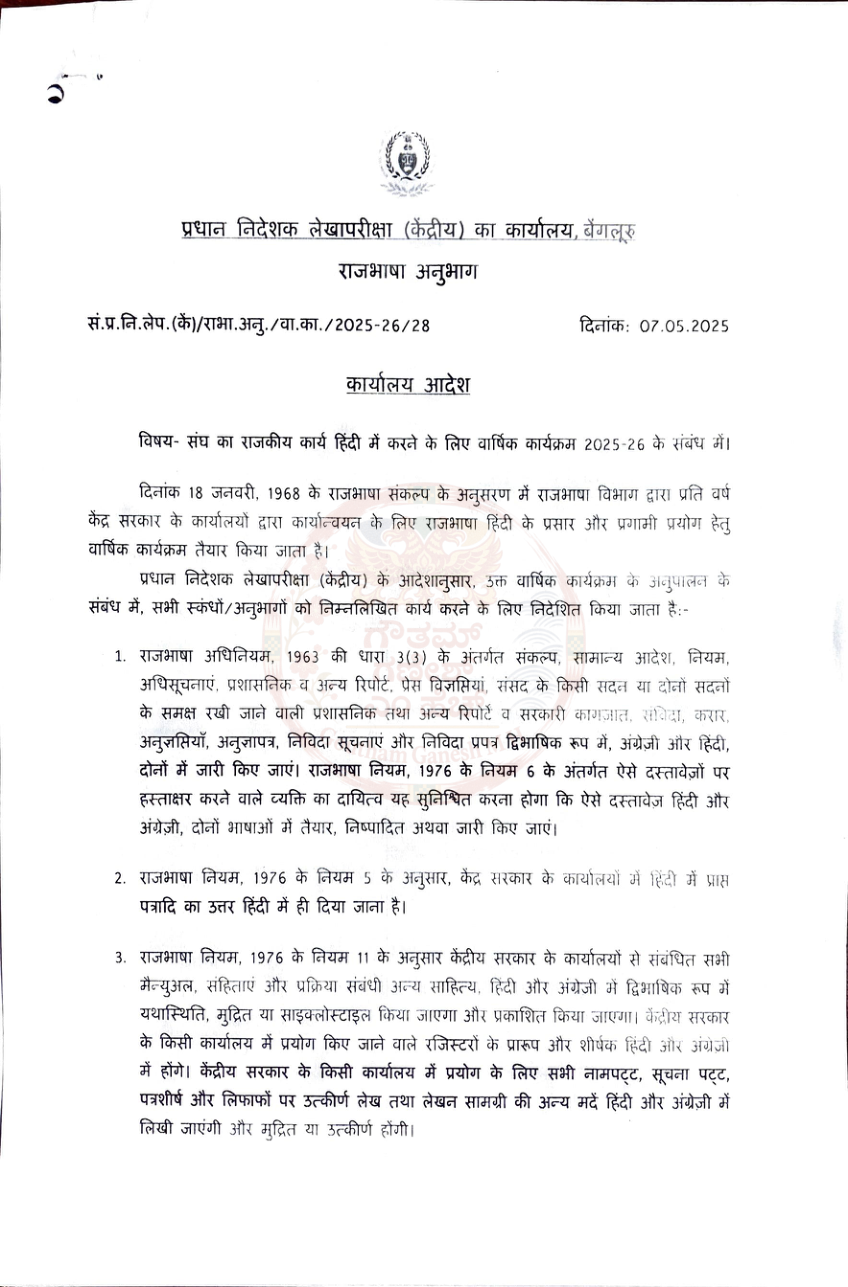 प्रधान निदेशक लेखापरीक्षा (केंद्रीय) का कार्यालय, बेंगलूरु
राजभाषा अनुभाग
सं.प्र.नि.लेप.(कें)/राभा.अनु./वा.का./2025-26/28 दिनांक: 07.05.2025
कार्यालय आदेश
विषय- संघ का राजकीय कार्य हिंदी में करने के लिए वार्षिक कार्यक्रम 2025-26 के संबंध में।
दिनांक 18 जनवरी, 1968 के राजभाषा संकल्प के अनुसरण में राजभाषा विभाग द्वारा प्रति वर्ष
केंद्र सरकार के कार्यालयों द्वारा कार्यान्वयन के लिए राजभाषा हिंदी के प्रसार और प्रगामी प्रयोग हेतु
वार्षिक कार्यक्रम तैयार किया जाता है।
प्रधान निदेशक लेखापरीक्षा (केंद्रीय) के आदेशानुसार, उक्त वार्षिक कार्यक्रम के अनुपालन के
संबंध में, सभी स्कंधों/अनुभागों को निम्नलिखित कार्य करने के लिए निदेशित किया जाता है:-
1. राजभाषा अधिनियम, 1963 की धारा 3(3) के अंतर्गत संकल्प, सामान्य आदेश, नियम,
अधिसूचनाएं, प्रशासनिक व अन्य रिपोर्ट, प्रेस विज्ञप्तियां, संसद के किसी सदन या दोनों सदनों
के समक्ष रखी जाने वाली प्रशासनिक तथा अन्य रिपोर्टें व सरकारी कागजात, संविदा, करार,
अनुज्ञप्तियाँ, अनुज्ञापत्र, निविदा सूचनाएं और निविदा प्रपत्र द्विभाषिक रूप में, अंग्रेज़ी और हिंदी,
दोनों में जारी किए जाएं। राजभाषा नियम, 1976 के नियम 6 के अंतर्गत ऐसे दस्तावेज़ों पर
हस्ताक्षर करने वाले व्यक्ति का दायित्व यह सुनिश्चित करना होगा कि ऐसे दस्तावेज़ हिंदी और
अंग्रेज़ी, दोनों भाषाओं में तैयार, निष्पादित अथवा जारी किए जाएं।
2. राजभाषा नियम, 1976 के नियम 5 के अनुसार, केंद्र सरकार के कार्यालयों में हिंदी में प्राप्त
पत्रादि का उत्तर हिंदी में ही दिया जाना है।
3. राजभाषा नियम, 1976 के नियम 11 के अनुसार केंद्रीय सरकार के कार्यालयों से संबंधित सभी
मैन्युअल, संहिताएं और प्रक्रिया संबंधी अन्य साहित्य, हिंदी और अंग्रेजी में द्विभाषिक रूप में
यथास्थिति, मुद्रित या साइक्लोस्टाइल किया जाएगा और प्रकाशित किया जाएगा। केंद्रीय सरकार
के किसी कार्यालय में प्रयोग किए जाने वाले रजिस्टरों के प्रारूप और शीर्षक हिंदी और अंग्रेजी
में होंगे। केंद्रीय सरकार के किसी कार्यालय में प्रयोग के लिए सभी नामपट्ट, सूचना पट्ट,
पत्रशीर्ष और लिफाफों पर उत्कीर्ण लेख तथा लेखन सामग्री की अन्य मदें हिंदी और अंग्रेज़ी में
लिखी जाएंगी और मुद्रित या उत्कीर्ण होंगी।